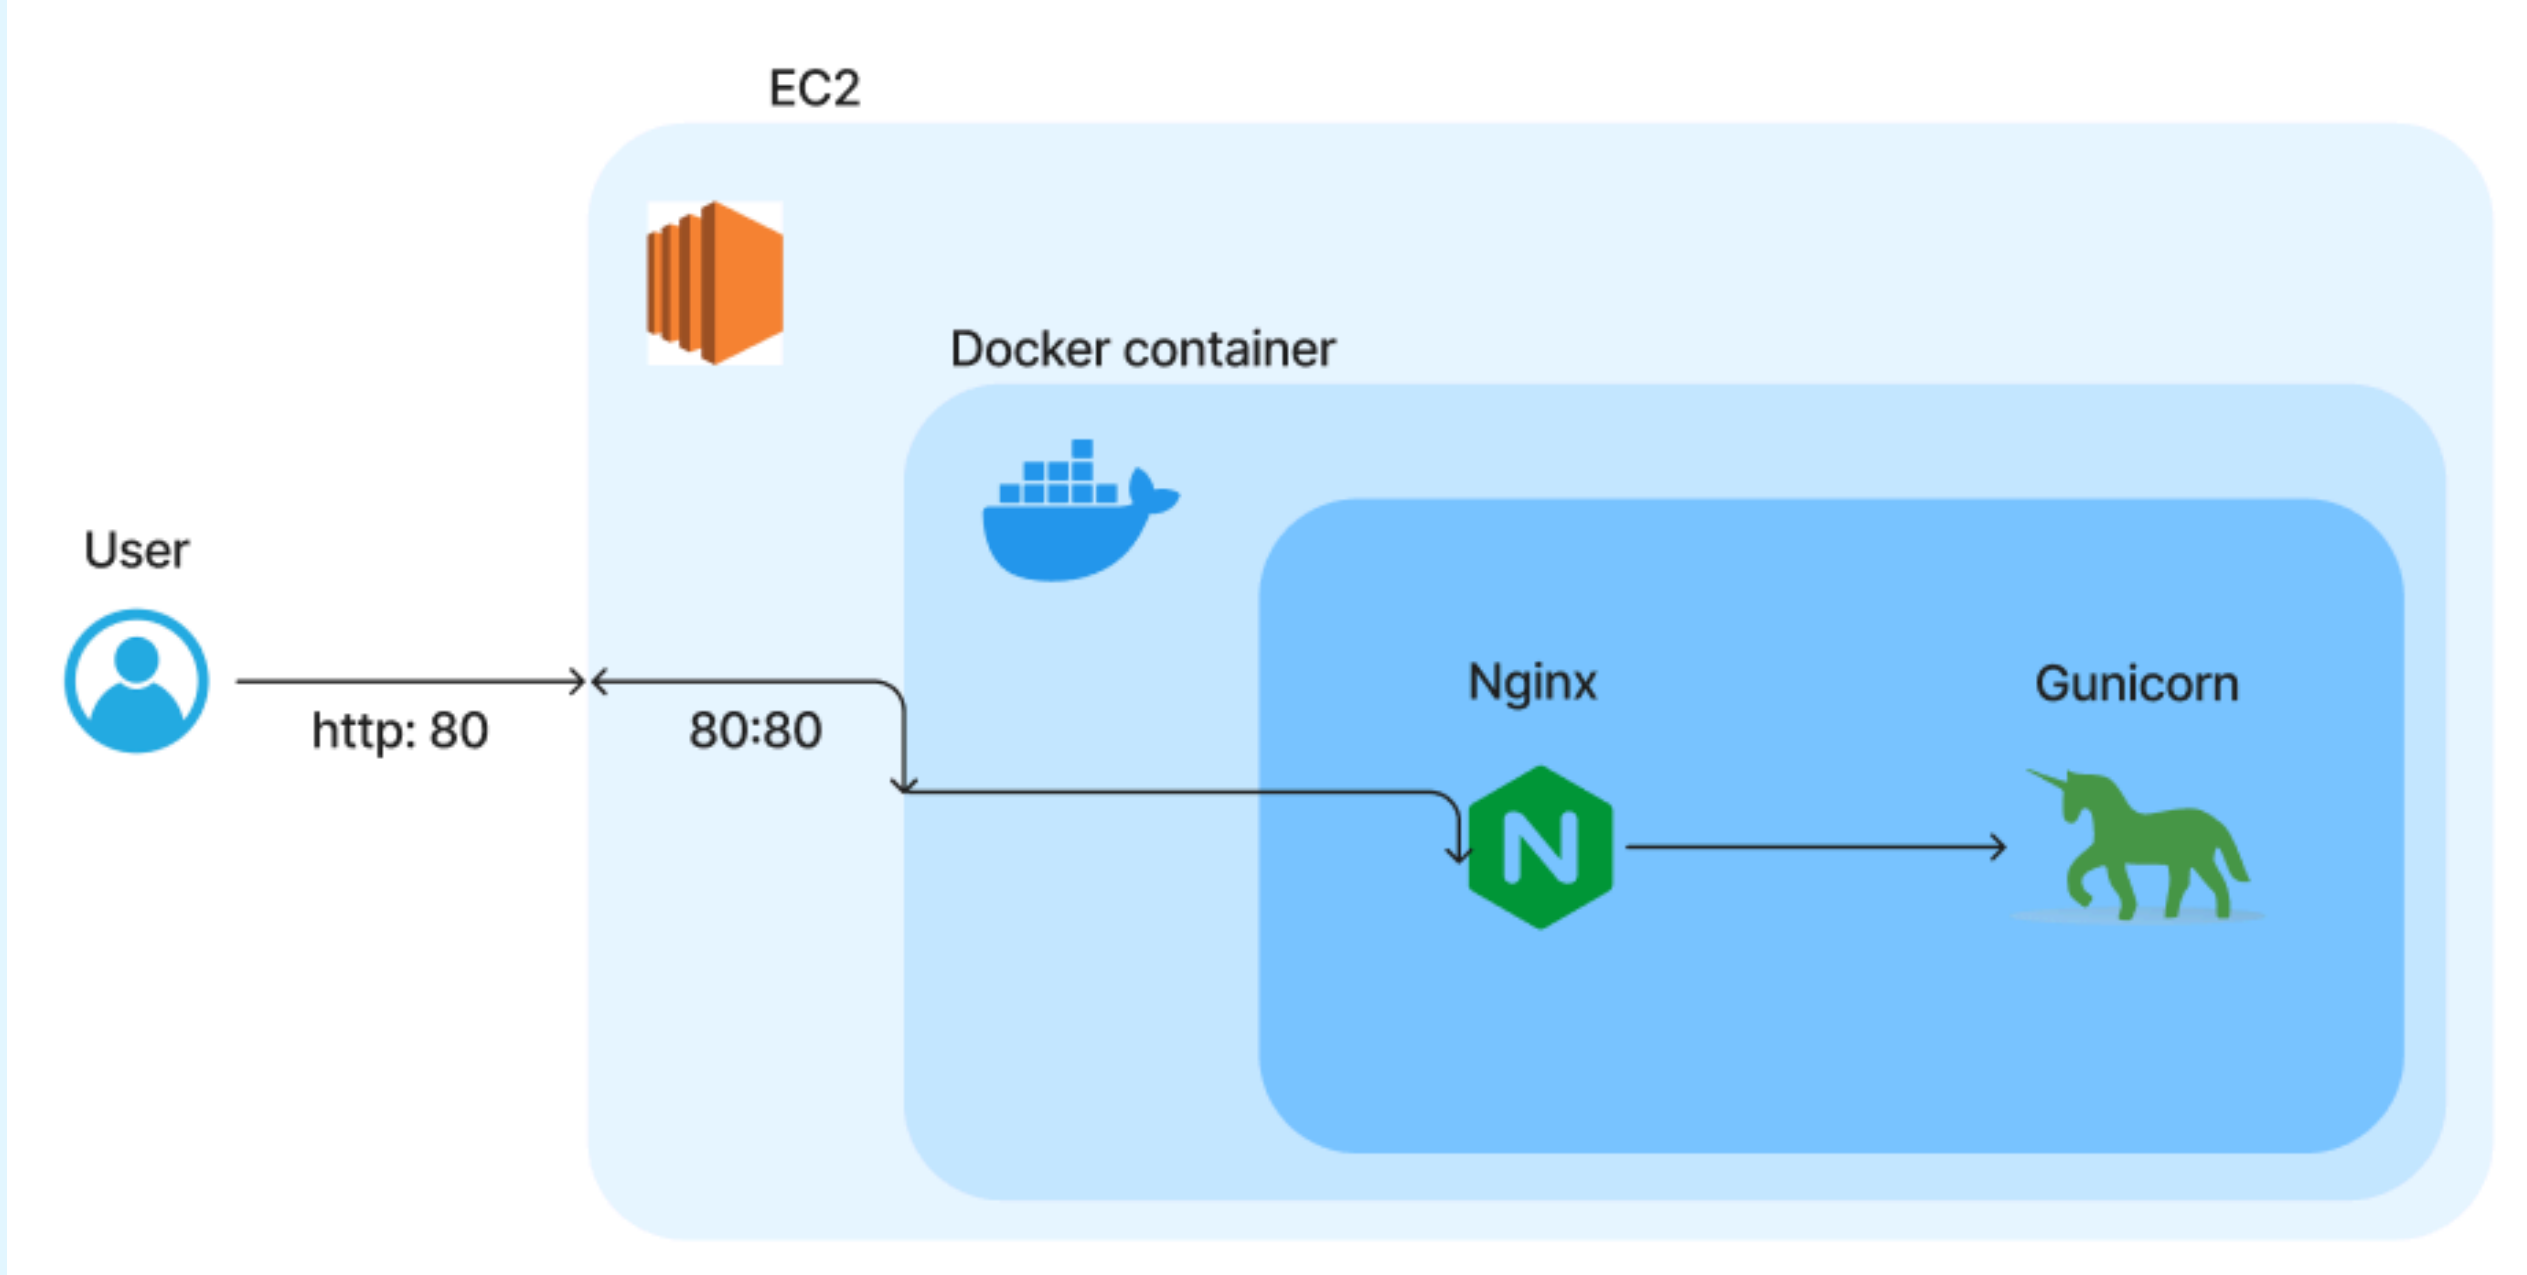 EC2
Docker container
User
http: 80
80:80
Nginx
Gunicorn
N